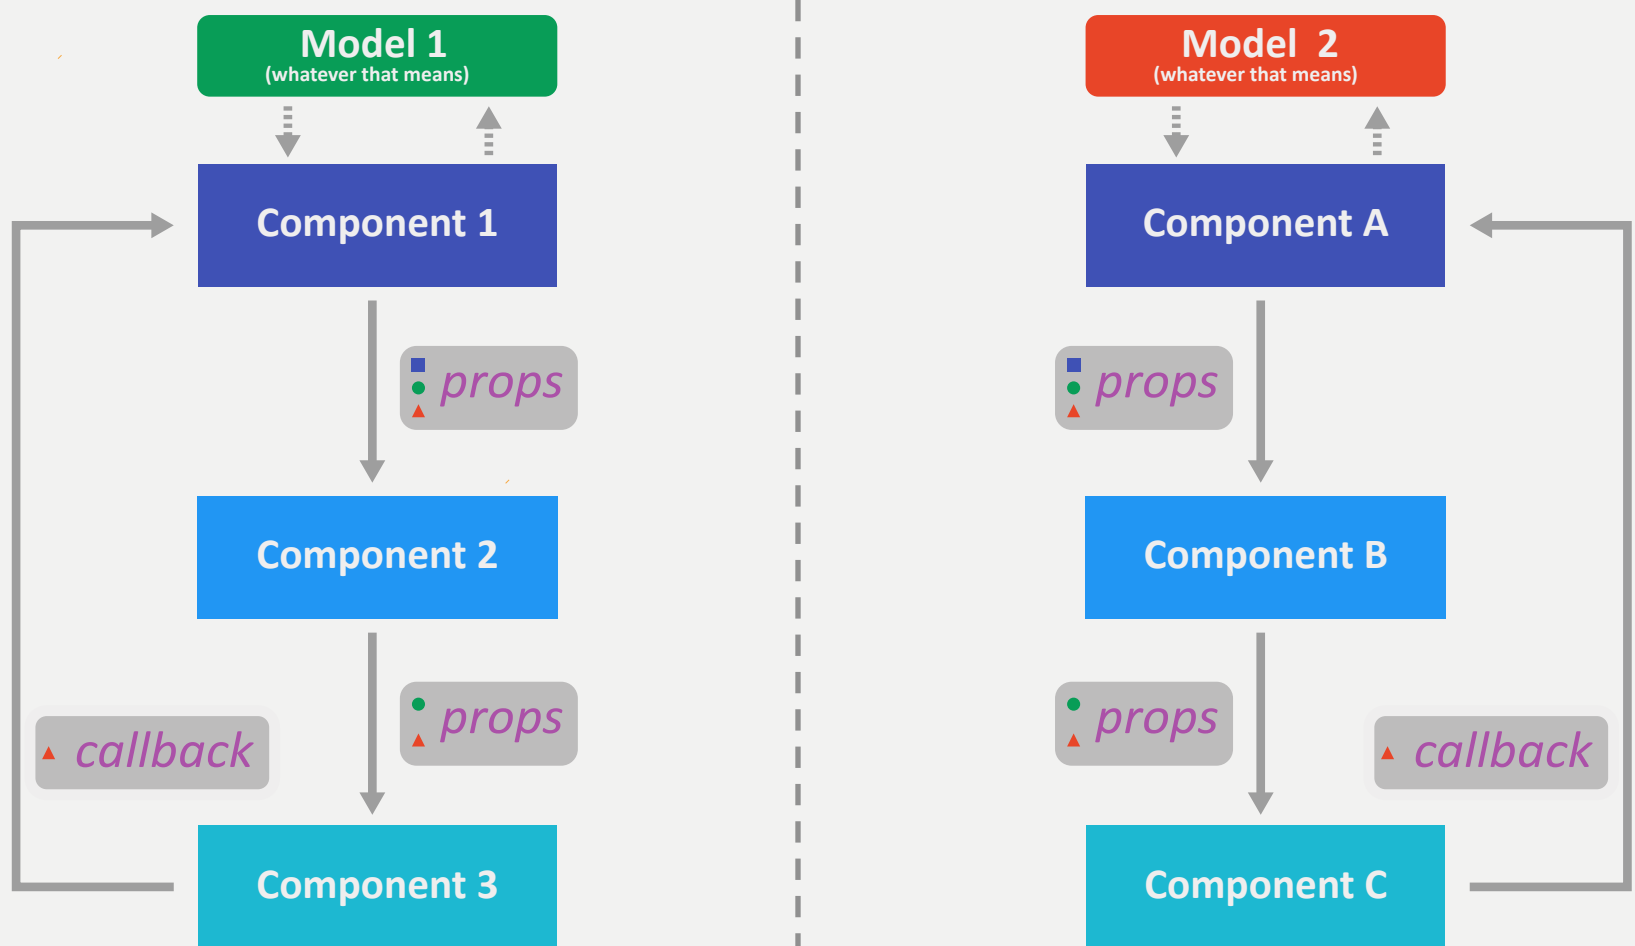 Model 1
(whatever that means)
Component 1
props
Component 2
props
callback
Component 3
Model  2
(whatever that means)
Component A
props
Component B
props
callback
Component C